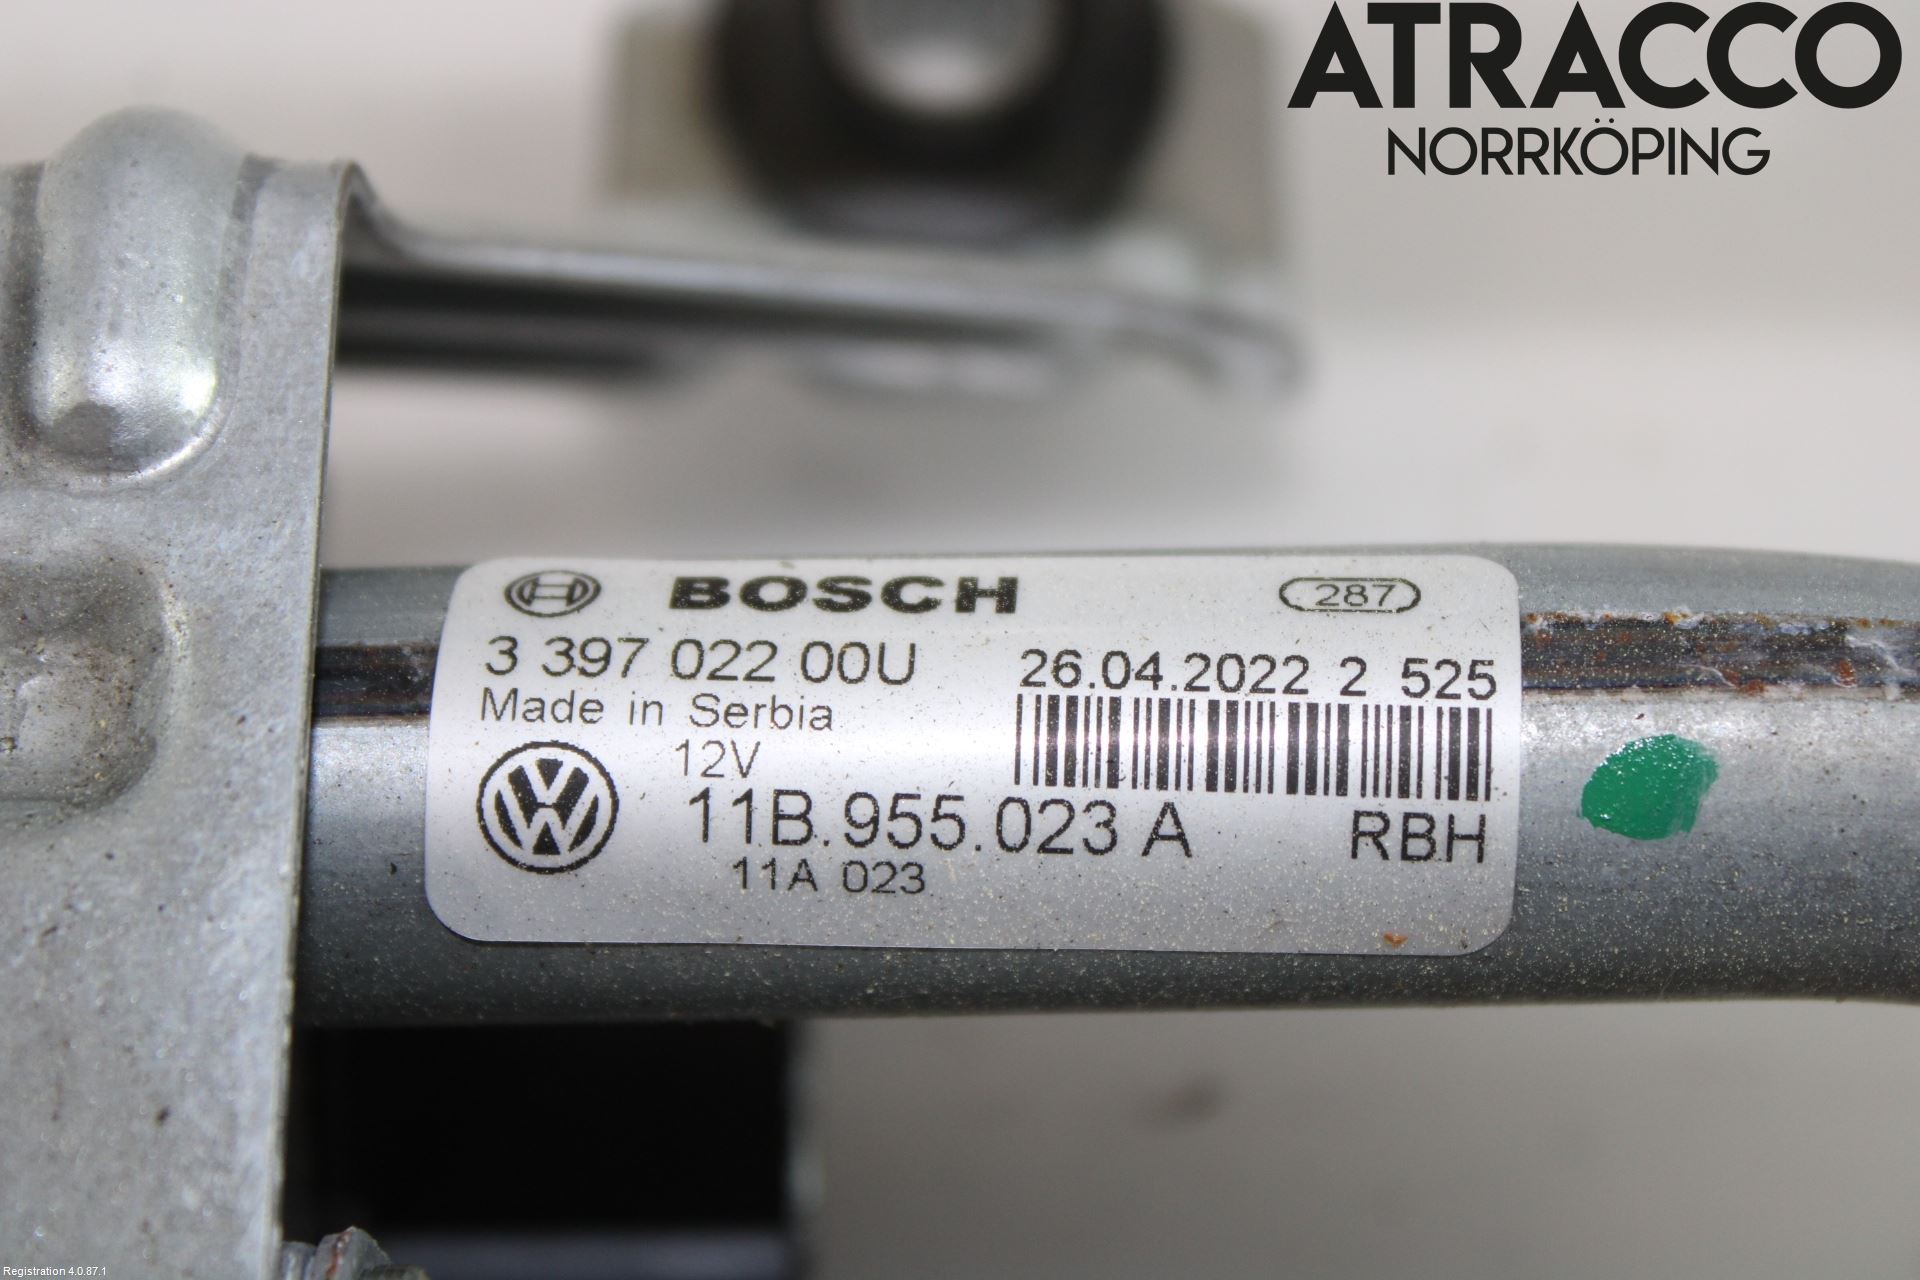 ATRACCO
NORRKÖPING
BOSCH 287
3 397 022 00U 26.04.2022 2 525
Made in Serbia
12V
11B.955.023 A RBH
11A 023
Registration 4.0.87.1